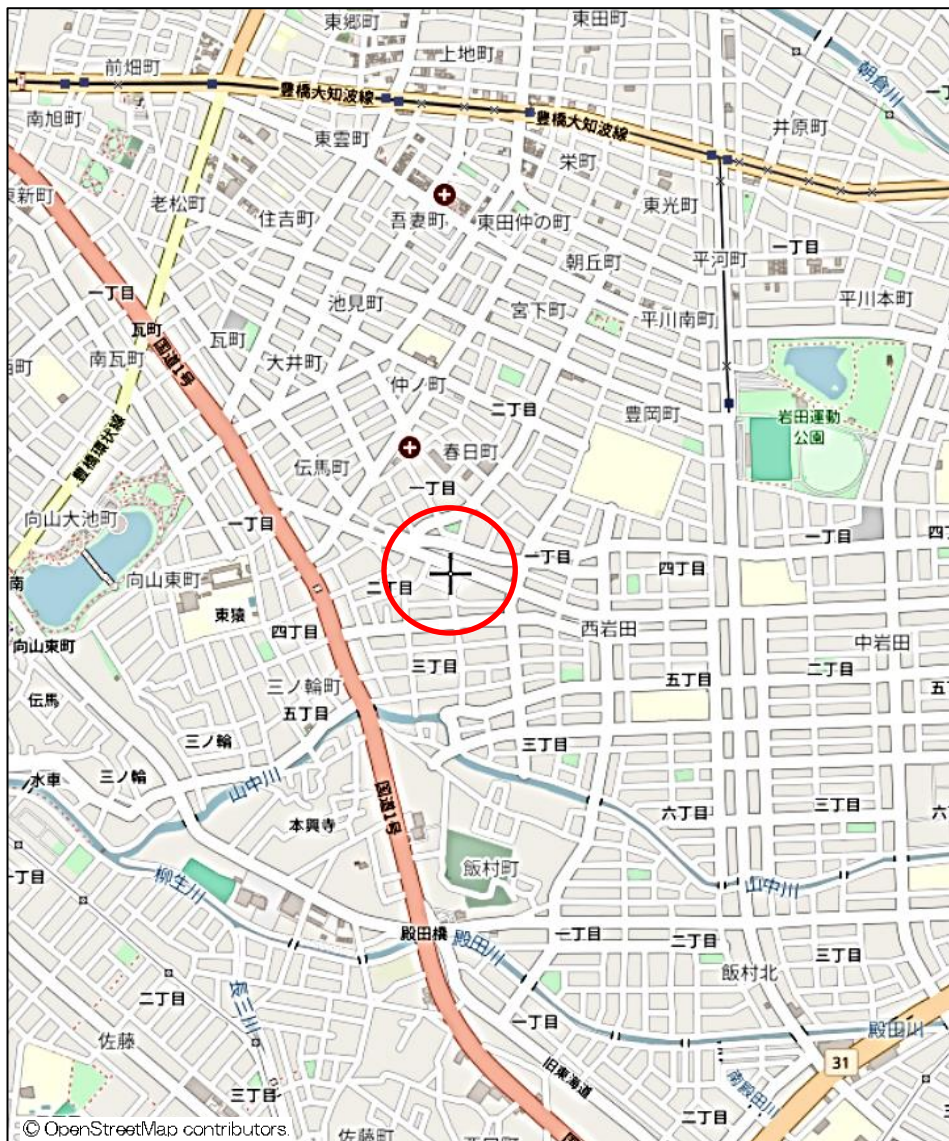 東郷町
東田町
前畑町
上地町
朝倉川
豊橋大知波線
豊橋大知波線
南旭町
東雲町
井原町
栄町
東新町
老松町
住吉町
吾妻町
東田仲の町
東光町
一丁目
朝丘町
平河町
一丁目
池見町
宮下町
平川南町
平川本町
瓦町
瓦町
南瓦町
国道1号
大井町
仲ノ町
二丁目
豊岡町
岩田運動
公園
豊橋環状線
伝馬町
春日町
一丁目
向山大池町
一丁目
一丁目
四丁目
一丁目
向山東町
二丁目
東猿
四丁目
西岩田
中岩田
向山東町
三丁目
伝馬
三ノ輪町
五丁目
二丁目
五丁目
三ノ輪
三丁目
水車
三ノ輪
山中川
国道1号
六丁目
三丁目
本興寺
飯村町
山中川
柳生川
殿田橋
殿田川
一丁目
二丁目
三丁目
飯村北
二丁目
一丁目
殿田川
佐藤
旧東海道
31
南殿田川
三丁目
二丁目
佐藤町
© OpenStreetMap contributors.